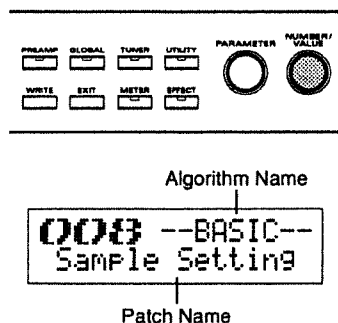 PARAMETER NUMBER/
VALUE
PREAMP GLOBAL TUNER UTILITY
WRITE EXIT METER EFFECT
Algorithm Name
008 --BASIC--
Sample Setting
Patch Name